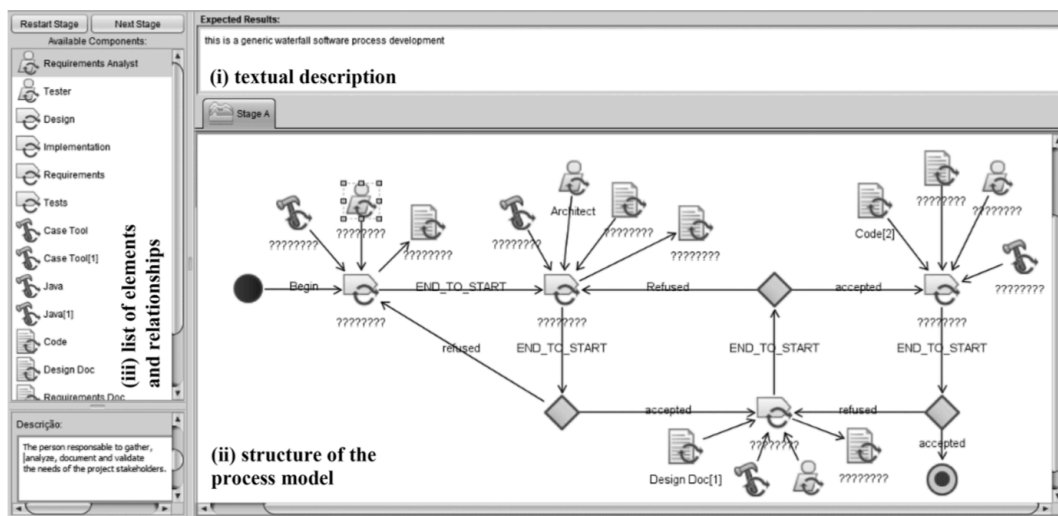 Restart Stage
Next Stage
Available Components:
Requirements Analyst
Tester
Design
Implementation
Requirements
Tests
Case Tool
Case Tool[1]
Java
Java[1]
Code
Design Doc
Requirements Doc
(iii) list of elements
and relationships
Descrição:
The person responsable to gather,
analyze, document and validate
the needs of the project stakeholders.
Expected Results:
this is a generic waterfall software process development
(i) textual description
Stage A
????????
????????
????????
????????
Architect
????????
????????
Code[2]
????????
????????
????????
Begin
END_TO_START
Refused
accepted
????????
????????
????????
refused
END_TO_START
END_TO_START
END_TO_START
accepted
refused
accepted
????????
Design Doc[1]
????????
(ii) structure of the
process model